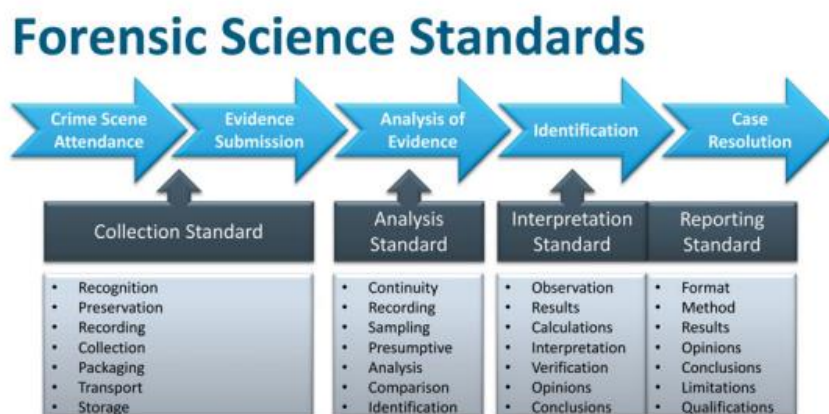 Forensic Science Standards
Crime Scene
Attendance
Evidence
Submission
Analysis of
Evidence
Identification
Case
Resolution
Collection Standard
• Recognition
• Preservation
• Recording
• Collection
• Packaging
• Transport
• Storage
Analysis
Standard
• Continuity
• Recording
• Sampling
• Presumptive
• Analysis
• Comparison
• Identification
Interpretation
Standard
• Observation
• Results
• Calculations
• Interpretation
• Verification
• Opinions
• Conclusions
Reporting
Standard
• Format
• Method
• Results
• Opinions
• Conclusions
• Limitations
• Qualifications